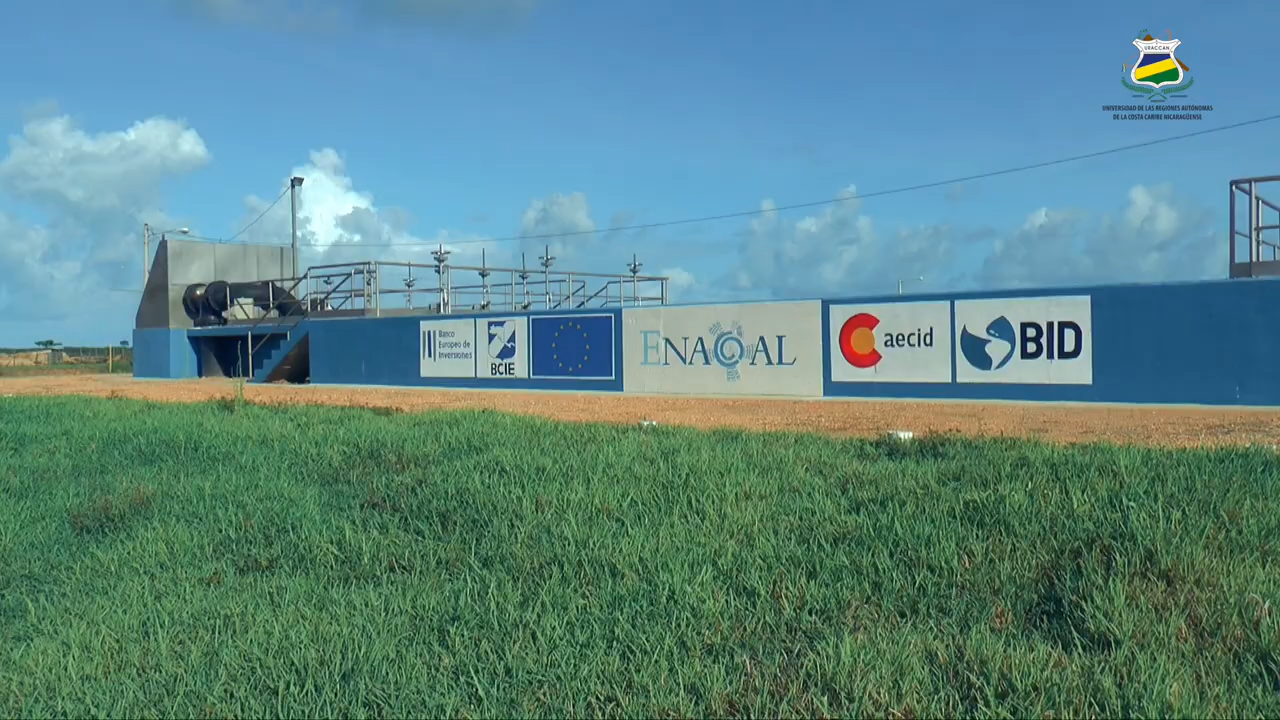 URACCAN
UNIVERSIDAD DE LAS REGIONES AUTÓNOMAS
DE LA COSTA CARIBE NICARAGÜENSE
Banco
Europeo de
Inversiones
BCIE
ENACAL
aecid
BID